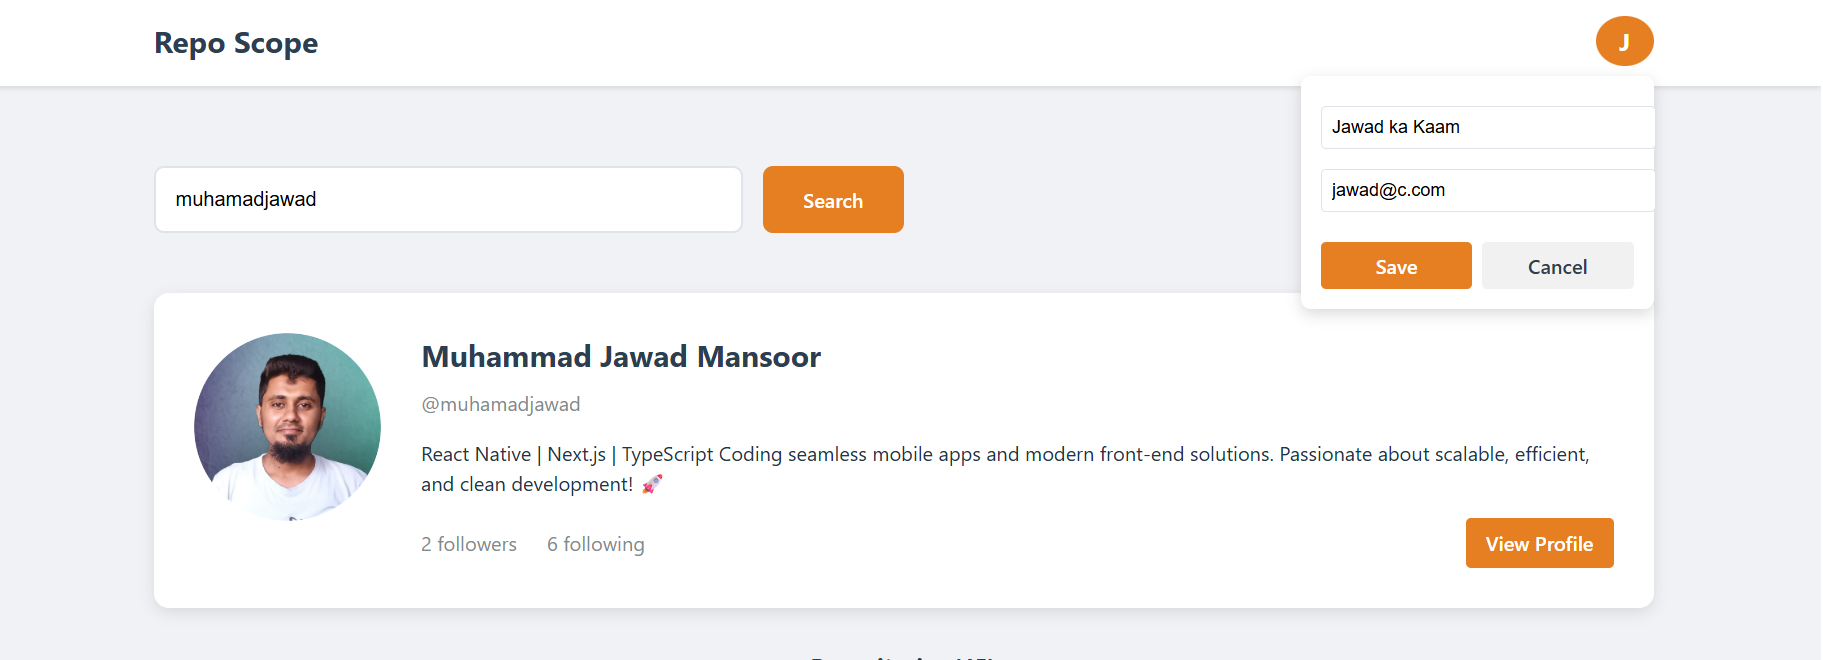 Repo Scope
J
Jawad ka Kaam
jawad@c.com
Save Cancel
muhamadjawad
Search
Muhammad Jawad Mansoor
@muhamadjawad
React Native | Next.js | TypeScript Coding seamless mobile apps and modern front-end solutions. Passionate about scalable, efficient,
and clean development! 🚀
2 followers 6 following
View Profile